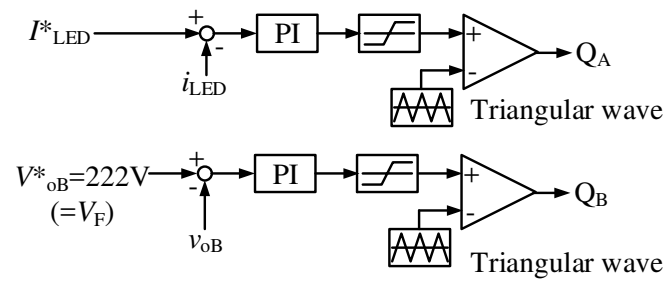 I*LED
+
-
PI
+
-
QA
iLED
Triangular wave
V*oB=222V
(=VF)
+
-
PI
+
-
QB
voB
Triangular wave